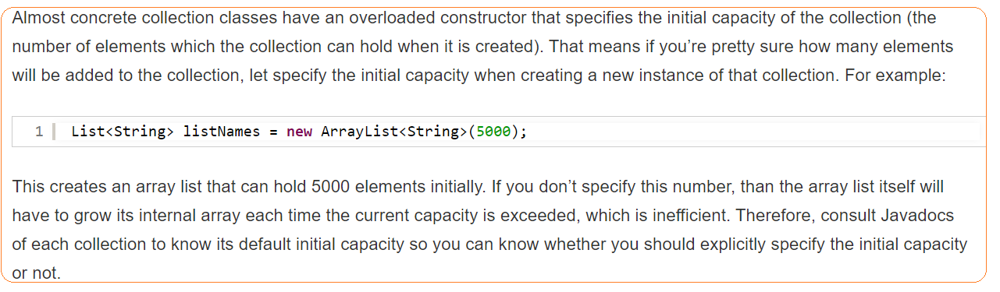 Almost concrete collection classes have an overloaded constructor that specifies the initial capacity of the collection (the
number of elements which the collection can hold when it is created). That means if you’re pretty sure how many elements
will be added to the collection, let specify the initial capacity when creating a new instance of that collection. For example:
1 List<String> listNames = new ArrayList<String>(5000);
This creates an array list that can hold 5000 elements initially. If you don’t specify this number, than the array list itself will
have to grow its internal array each time the current capacity is exceeded, which is inefficient. Therefore, consult Javadocs
of each collection to know its default initial capacity so you can know whether you should explicitly specify the initial capacity
or not.